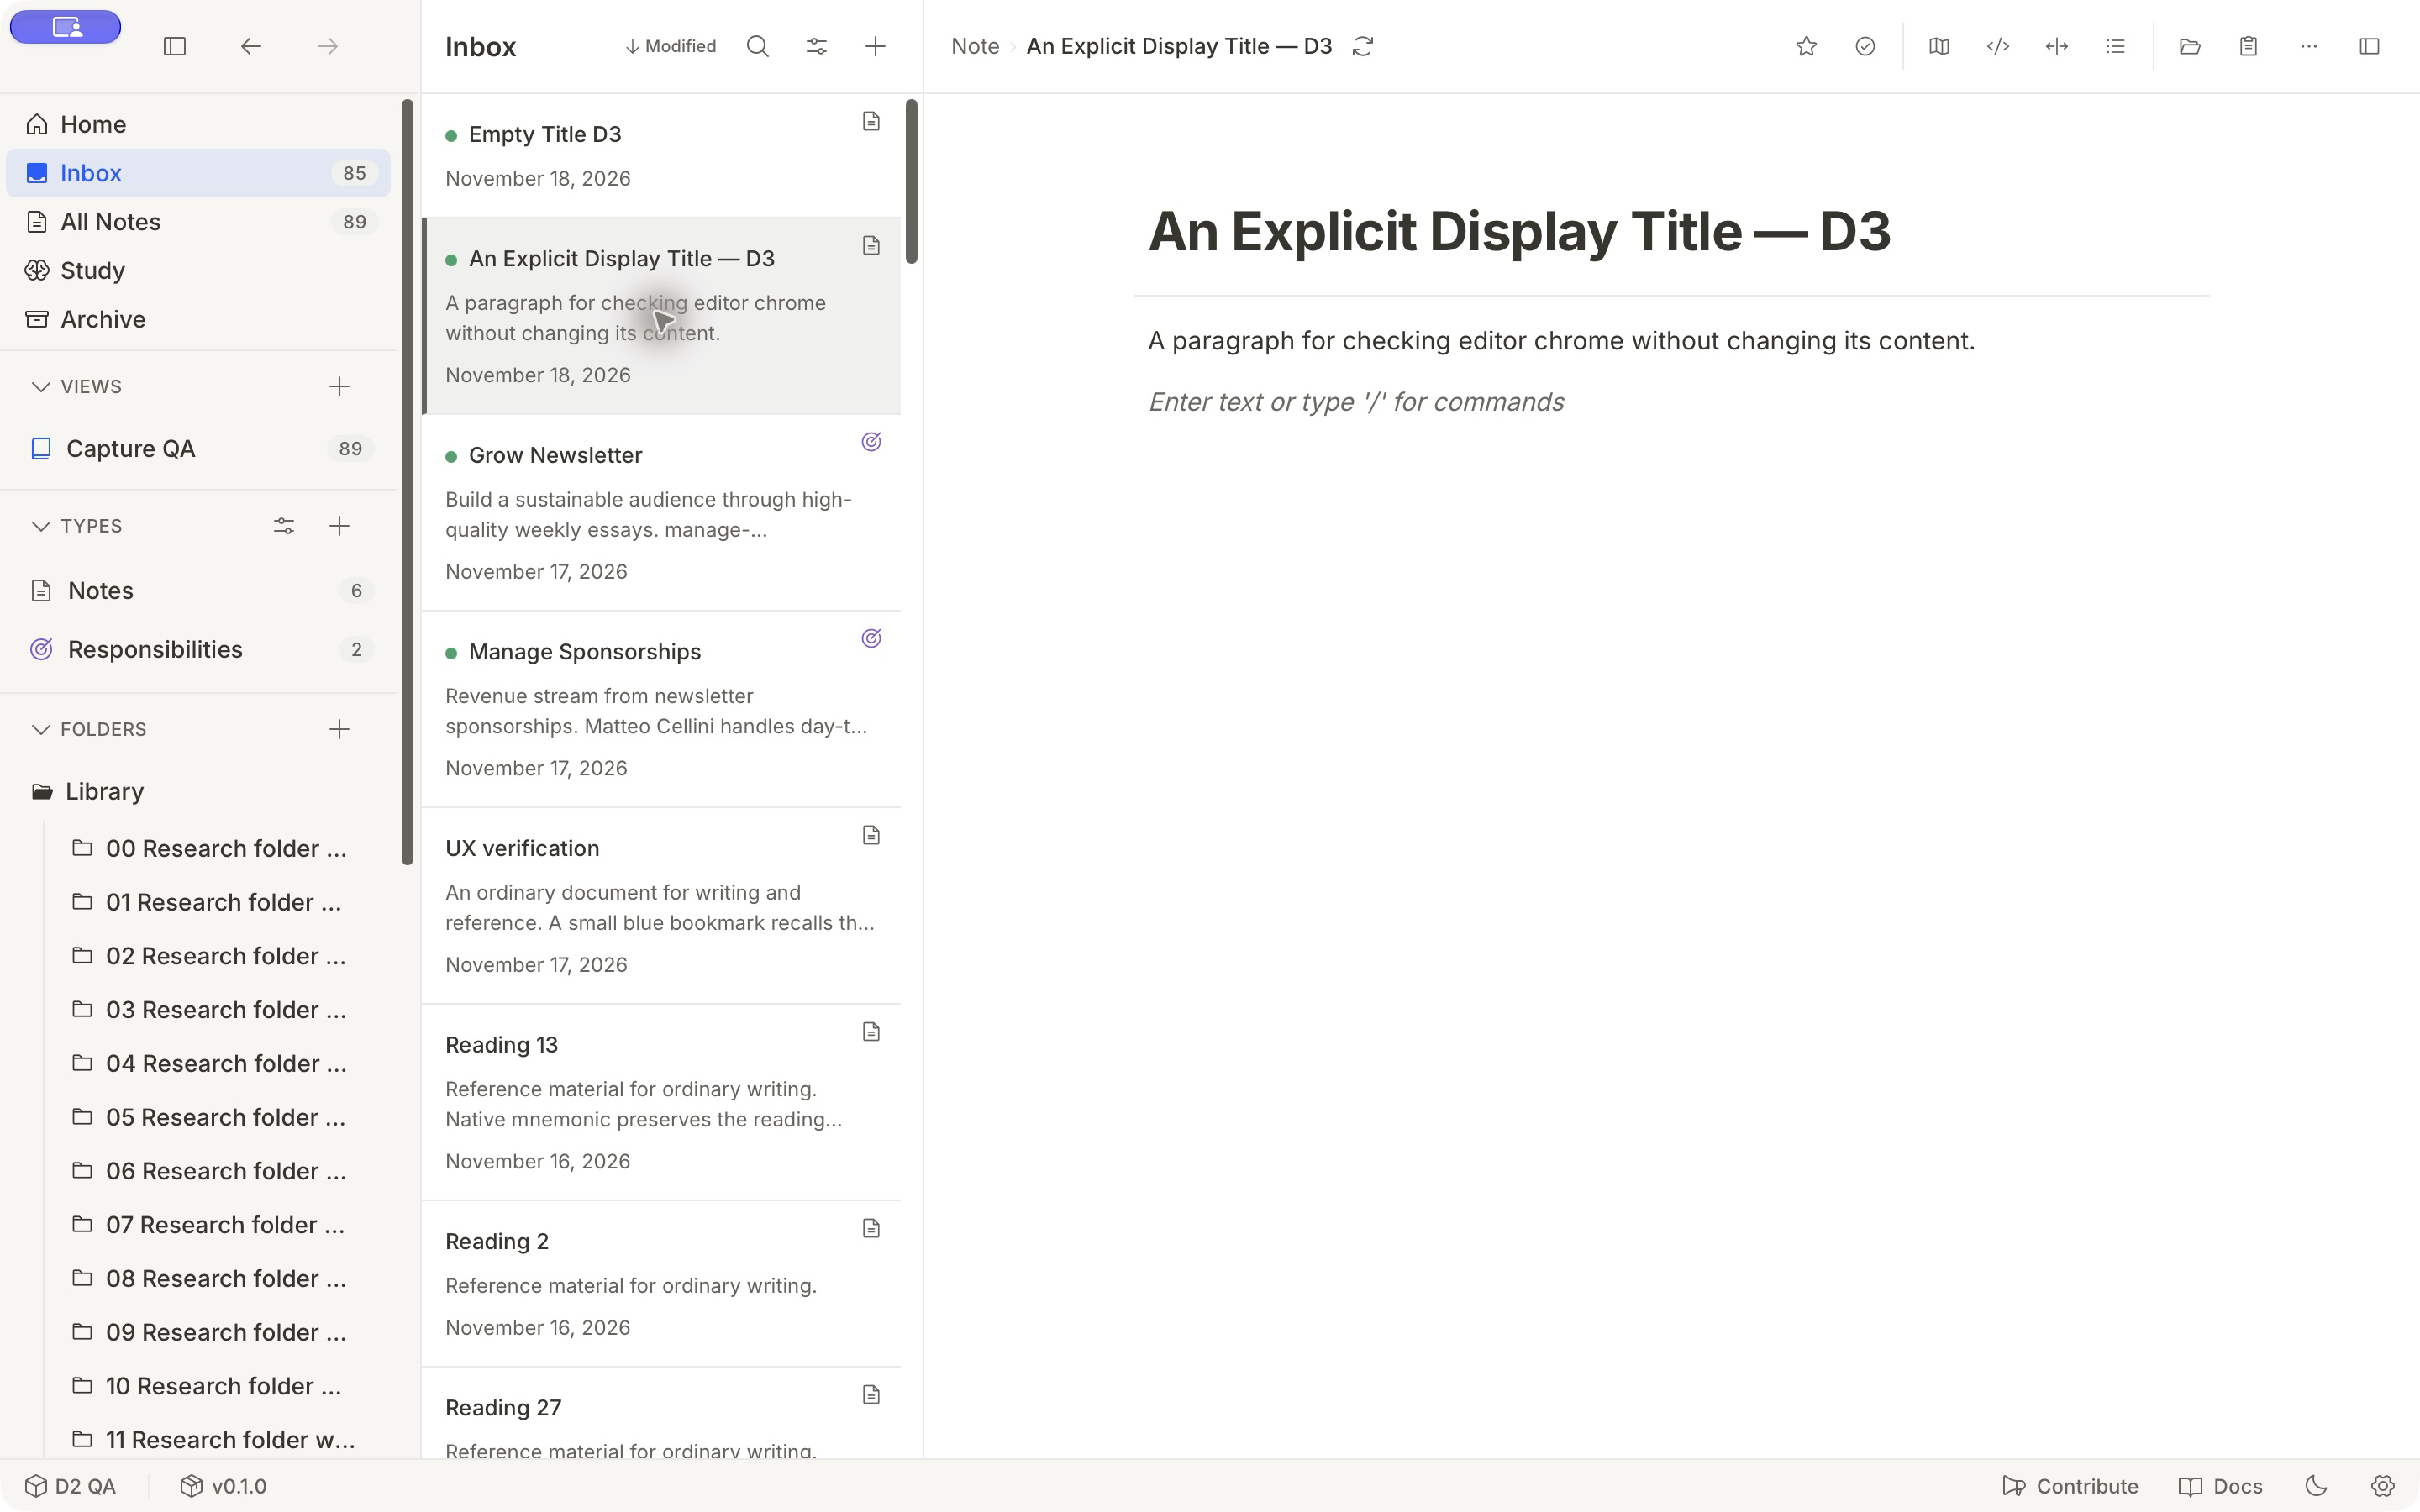 Inbox
Modified
Note › An Explicit Display Title — D3
Home
Inbox 85
All Notes 89
Study
Archive
VIEWS
Capture QA 89
TYPES
Notes 6
Responsibilities 2
FOLDERS
Library
00 Research folder ...
01 Research folder ...
02 Research folder ...
03 Research folder ...
04 Research folder ...
05 Research folder ...
06 Research folder ...
07 Research folder ...
08 Research folder ...
09 Research folder ...
10 Research folder ...
11 Research folder w...
Empty Title D3
November 18, 2026
An Explicit Display Title — D3
A paragraph for checking editor chrome
without changing its content.
November 18, 2026
Grow Newsletter
Build a sustainable audience through high-
quality weekly essays. manage-...
November 17, 2026
Manage Sponsorships
Revenue stream from newsletter
sponsorships. Matteo Cellini handles day-t...
November 17, 2026
UX verification
An ordinary document for writing and
reference. A small blue bookmark recalls th...
November 17, 2026
Reading 13
Reference material for ordinary writing.
Native mnemonic preserves the reading...
November 16, 2026
Reading 2
Reference material for ordinary writing.
November 16, 2026
Reading 27
Reference material for ordinary writing.
An Explicit Display Title — D3
A paragraph for checking editor chrome without changing its content.
Enter text or type '/' for commands
D2 QA
v0.1.0
Contribute
Docs